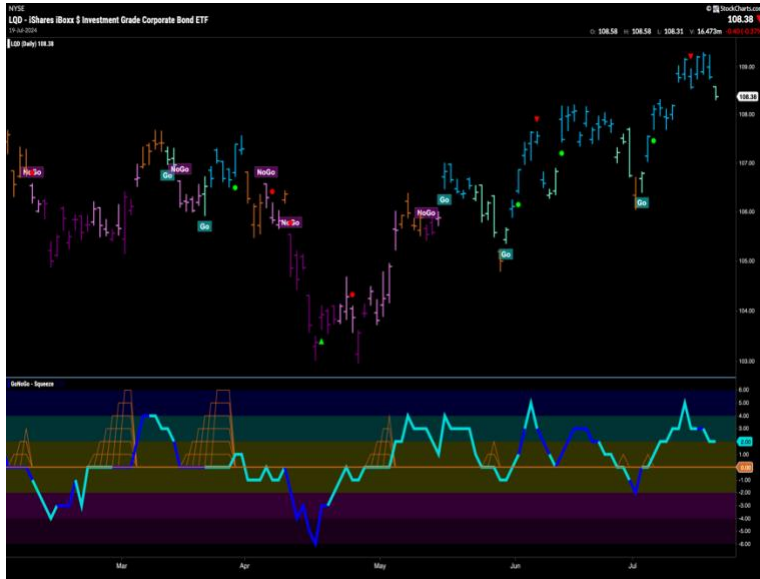 NYSE
© StockCharts.com
LQD - iShares iBoxx $ Investment Grade Corporate Bond ETF
108.38
19-Jul-2024
O: 108.58 H: 108.58 L: 108.31 V: 16.473m
LQD (Daily) 108.38
109.00
108.38
108.00
107.00
106.00
105.00
104.00
103.00
NoGo
Go
NoGo
Go
NoGo
NoGo
NoGo
Go
Go
Go
GoNoGo - Squeeze
6.00
5.00
4.00
3.00
2.00
1.00
0.00
-1.00
-2.00
-3.00
-4.00
-5.00
-6.00
Mar Apr May Jun Jul